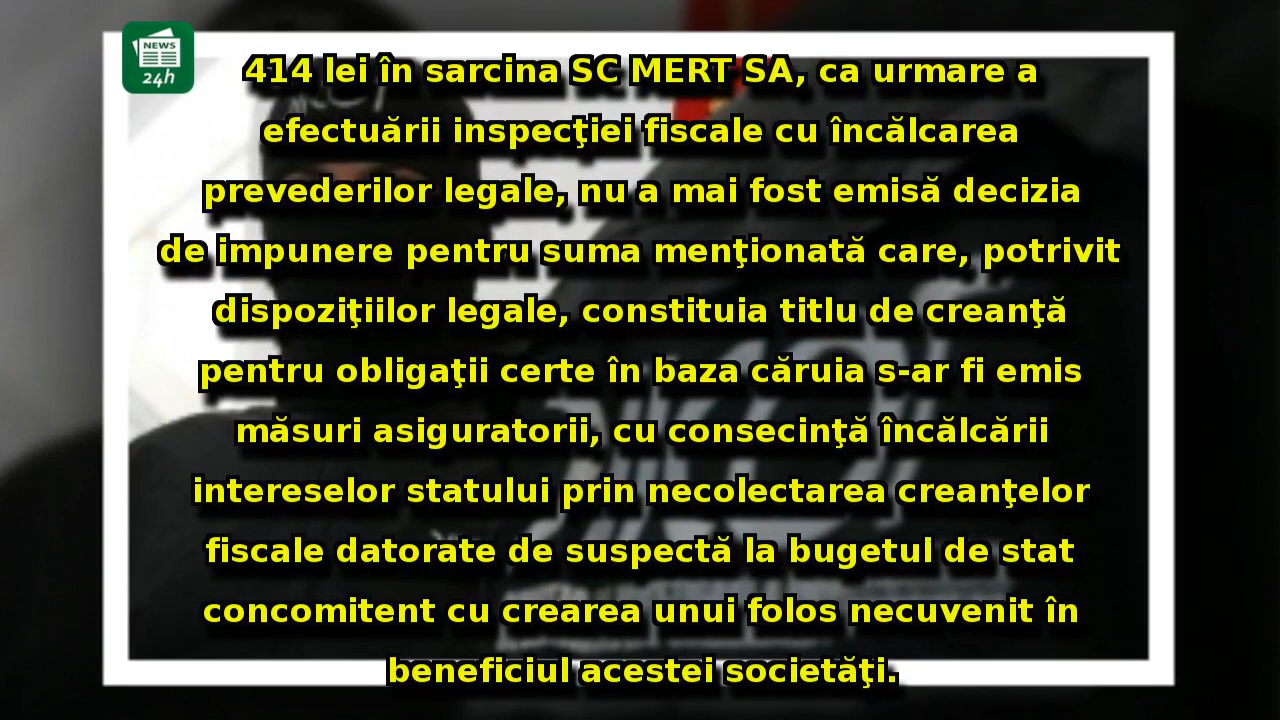 NEWS
24h
414 lei în sarcina SC MERT SA, ca urmare a
efectuării inspecţiei fiscale cu încălcarea
prevederilor legale, nu a mai fost emisă decizia
de impunere pentru suma menţionată care, potrivit
dispoziţiilor legale, constituia titlu de creanţă
pentru obligaţii certe în baza căruia s-ar fi emis
măsuri asiguratorii, cu consecinţă încălcării
intereselor statului prin necolectarea creanţelor
fiscale datorate de suspectă la bugetul de stat
concomitent cu crearea unui folos necuvenit în
beneficiul acestei societăţi.